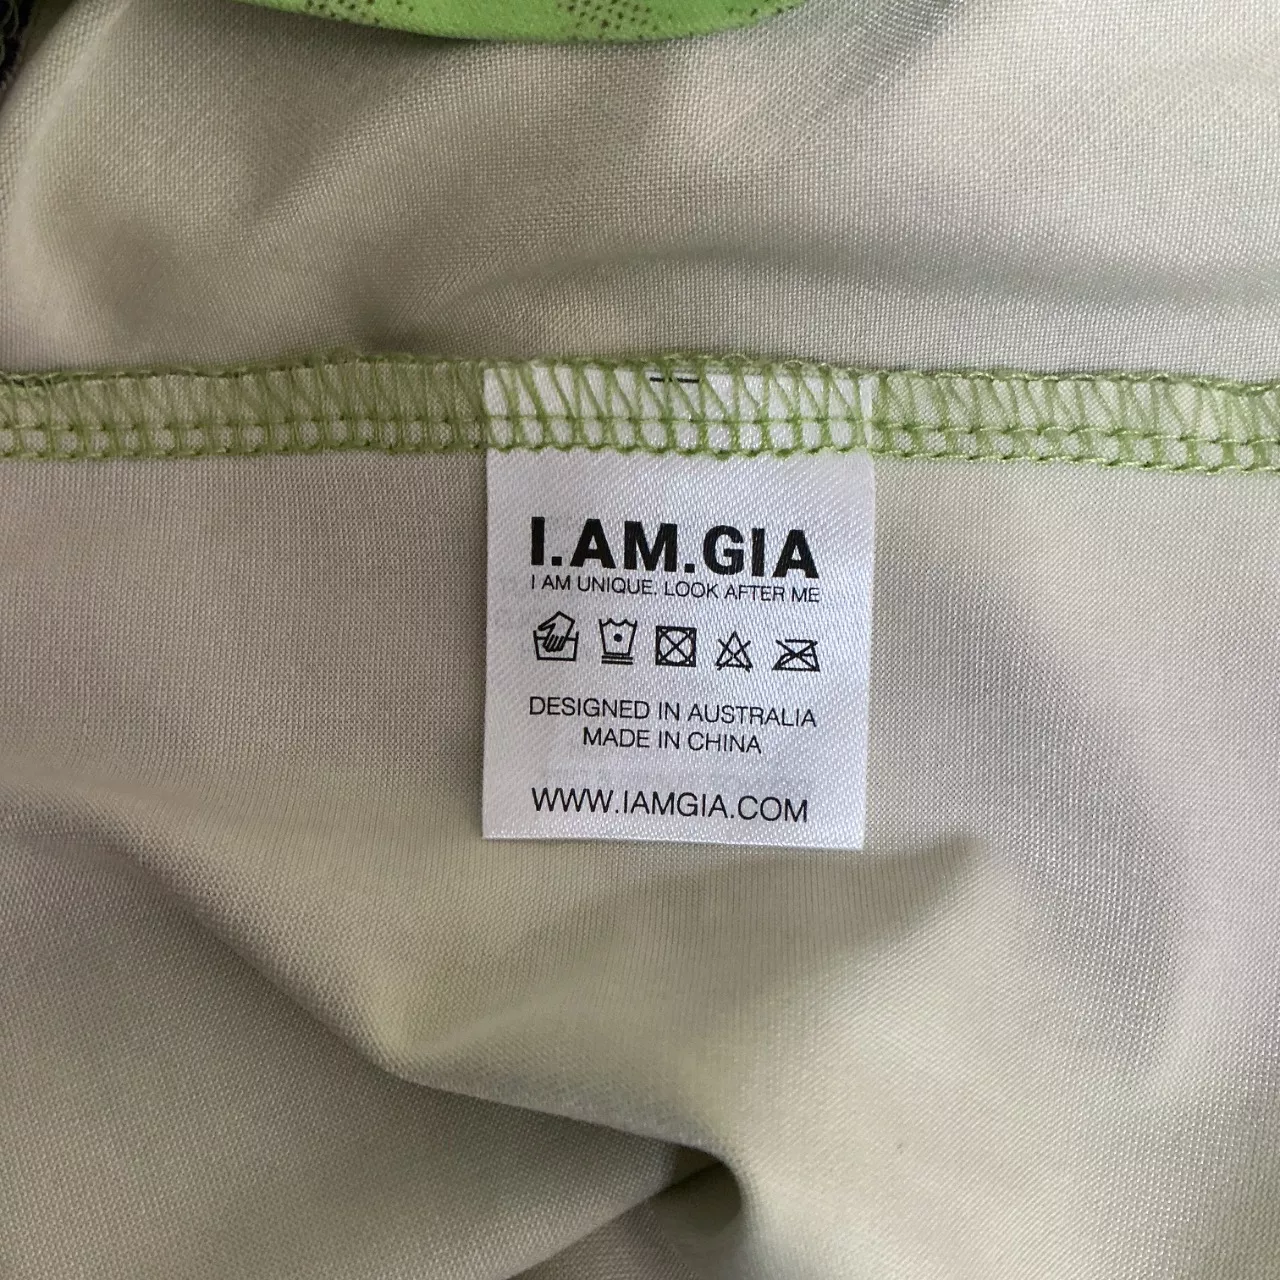 I.AM.GIA
I AM UNIQUE. LOOK AFTER ME
DESIGNED IN AUSTRALIA
MADE IN CHINA
WWW.IAMGIA.COM